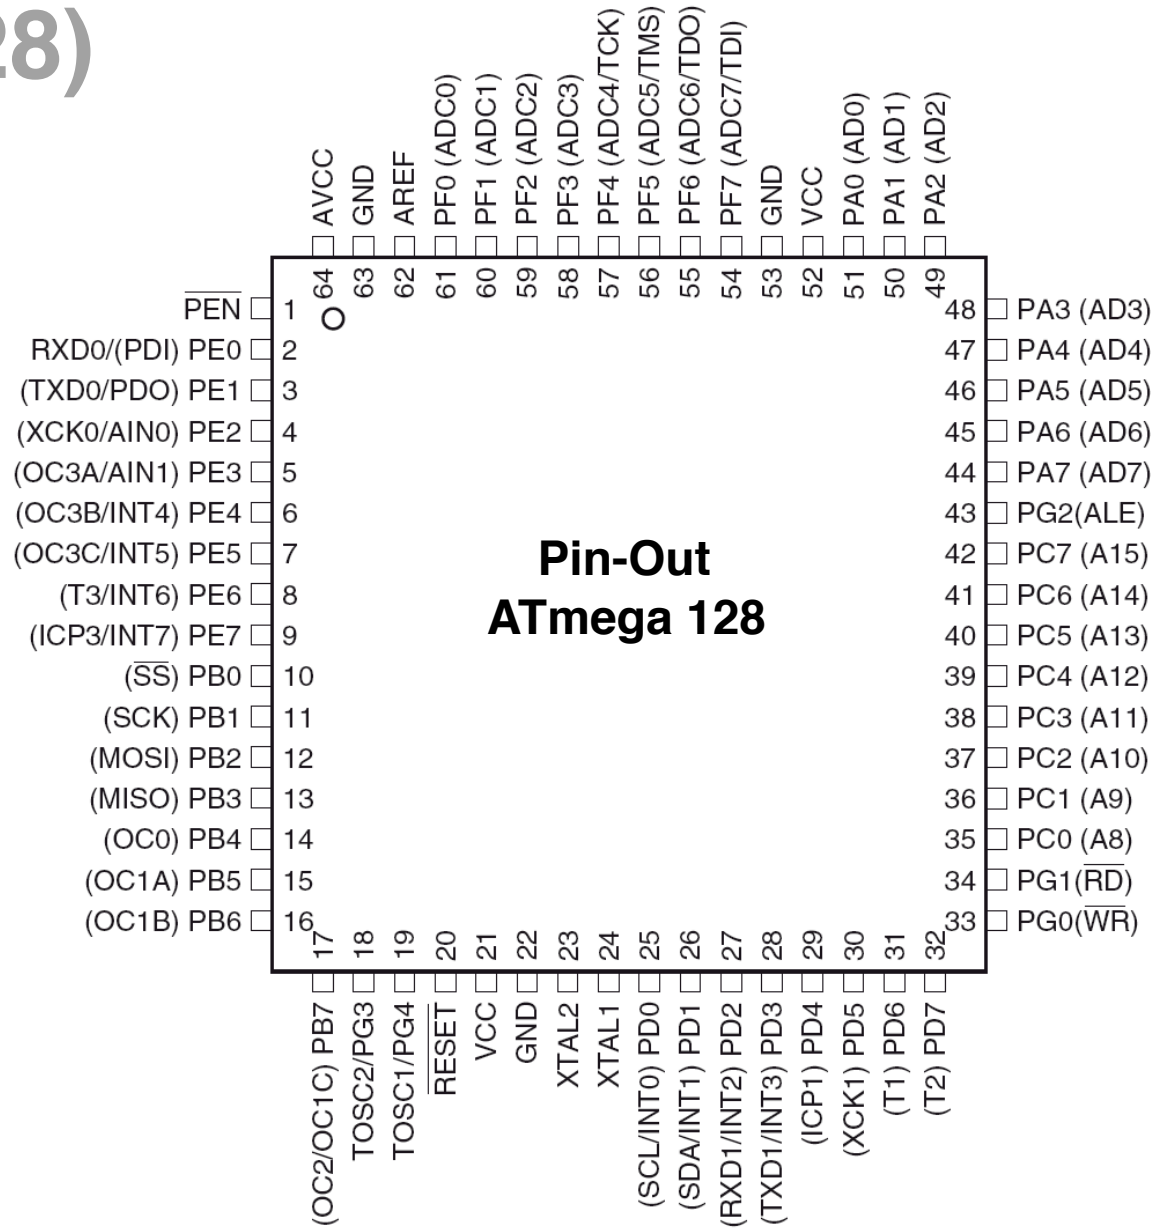 28)
AVCC
GND
AREF
PF0 (ADC0)
PF1 (ADC1)
PF2 (ADC2)
PF3 (ADC3)
PF4 (ADC4/TCK)
PF5 (ADC5/TMS)
PF6 (ADC6/TDO)
PF7 (ADC7/TDI)
GND
VCC
PA0 (AD0)
PA1 (AD1)
PA2 (AD2)
64 63 62 61 60 59 58 57 56 55 54 53 52 51 50 49
PEN 1
RXD0/(PDI) PE0 2
(TXD0/PDO) PE1 3
(XCK0/AIN0) PE2 4
(OC3A/AIN1) PE3 5
(OC3B/INT4) PE4 6
(OC3C/INT5) PE5 7
(T3/INT6) PE6 8
(ICP3/INT7) PE7 9
(SS) PB0 10
(SCK) PB1 11
(MOSI) PB2 12
(MISO) PB3 13
(OC0) PB4 14
(OC1A) PB5 15
(OC1B) PB6 16
Pin-Out
ATmega 128
48 PA3 (AD3)
47 PA4 (AD4)
46 PA5 (AD5)
45 PA6 (AD6)
44 PA7 (AD7)
43 PG2(ALE)
42 PC7 (A15)
41 PC6 (A14)
40 PC5 (A13)
39 PC4 (A12)
38 PC3 (A11)
37 PC2 (A10)
36 PC1 (A9)
35 PC0 (A8)
34 PG1(RD)
33 PG0(WR)
17 18 19 20 21 22 23 24 25 26 27 28 29 30 31 32
(OC2/OC1C) PB7
TOSC2/PG3
TOSC1/PG4
RESET
VCC
GND
XTAL2
XTAL1
(SCL/INT0) PD0
(SDA/INT1) PD1
(RXD1/INT2) PD2
(TXD1/INT3) PD3
(ICP1) PD4
(XCK1) PD5
(T1) PD6
(T2) PD7